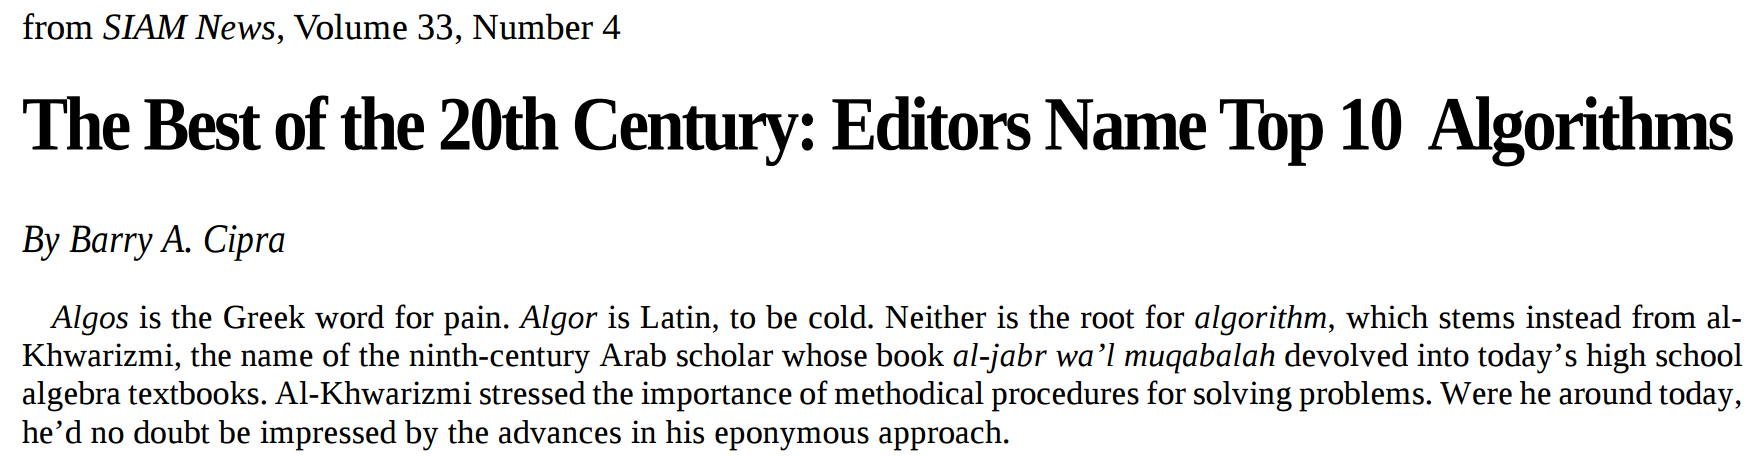 from SIAM News, Volume 33, Number 4
The Best of the 20th Century: Editors Name Top 10 Algorithms
By Barry A. Cipra
Algos is the Greek word for pain. Algor is Latin, to be cold. Neither is the root for algorithm, which stems instead from al-
Khwarizmi, the name of the ninth-century Arab scholar whose book al-jabr wa’l muqabalah devolved into today’s high school
algebra textbooks. Al-Khwarizmi stressed the importance of methodical procedures for solving problems. Were he around today,
he’d no doubt be impressed by the advances in his eponymous approach.